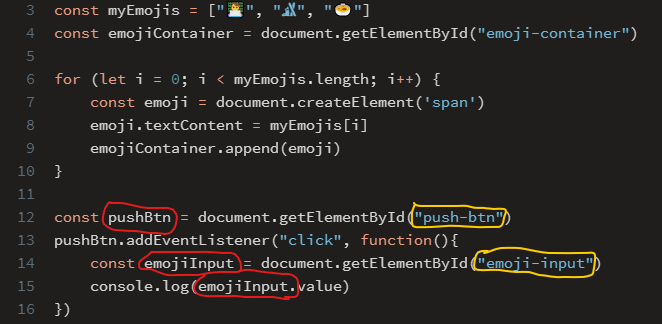 3 const myEmojis = ["👨‍💻", "⛷", "🍲"]
4 const emojiContainer = document.getElementById("emoji-container")
5
6 for (let i = 0; i < myEmojis.length; i++) {
7 const emoji = document.createElement('span')
8 emoji.textContent = myEmojis[i]
9 emojiContainer.append(emoji)
10 }
11
12 const pushBtn = document.getElementById("push-btn")
13 pushBtn.addEventListener("click", function(){
14 const emojiInput = document.getElementById("emoji-input")
15 console.log(emojiInput.value)
16 })